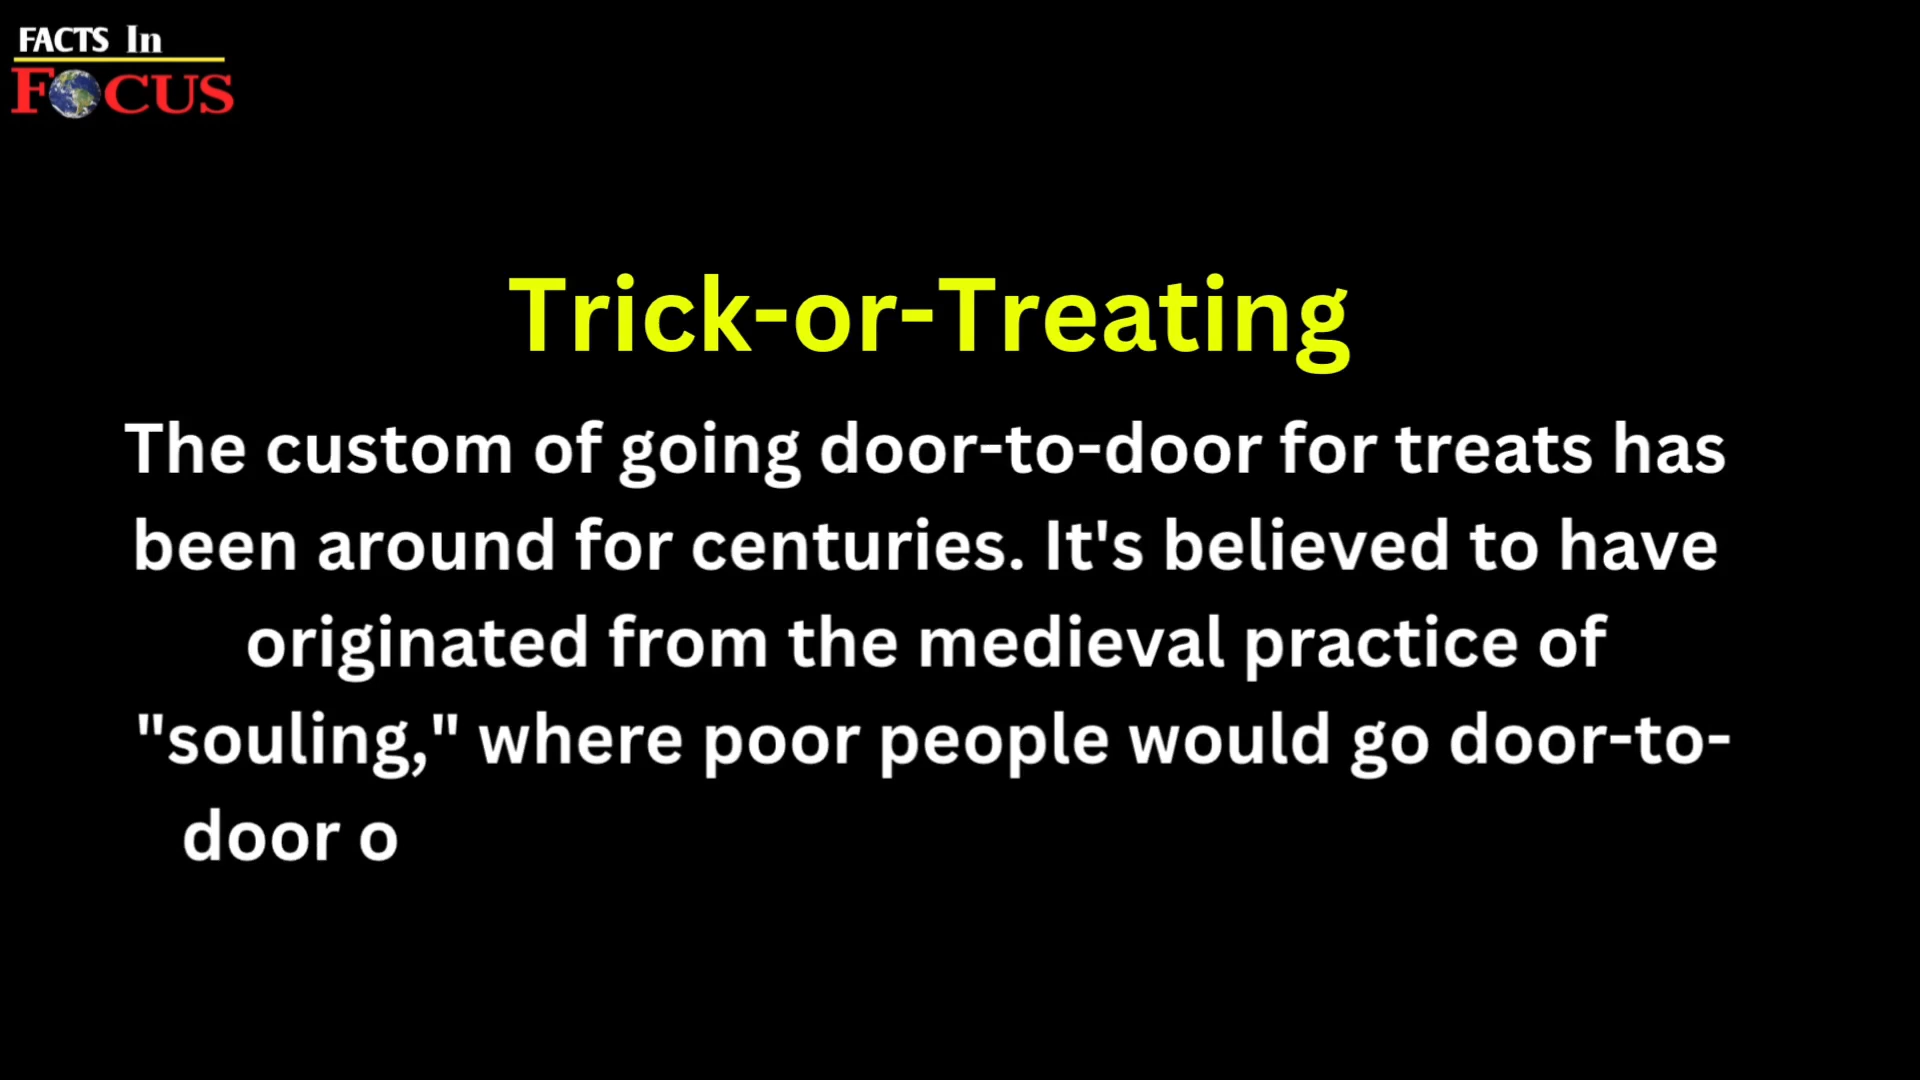 FACTS In
FOCUS
Trick-or-Treating
The custom of going door-to-door for treats has
been around for centuries. It's believed to have
originated from the medieval practice of
"souling," where poor people would go door-to-
door o